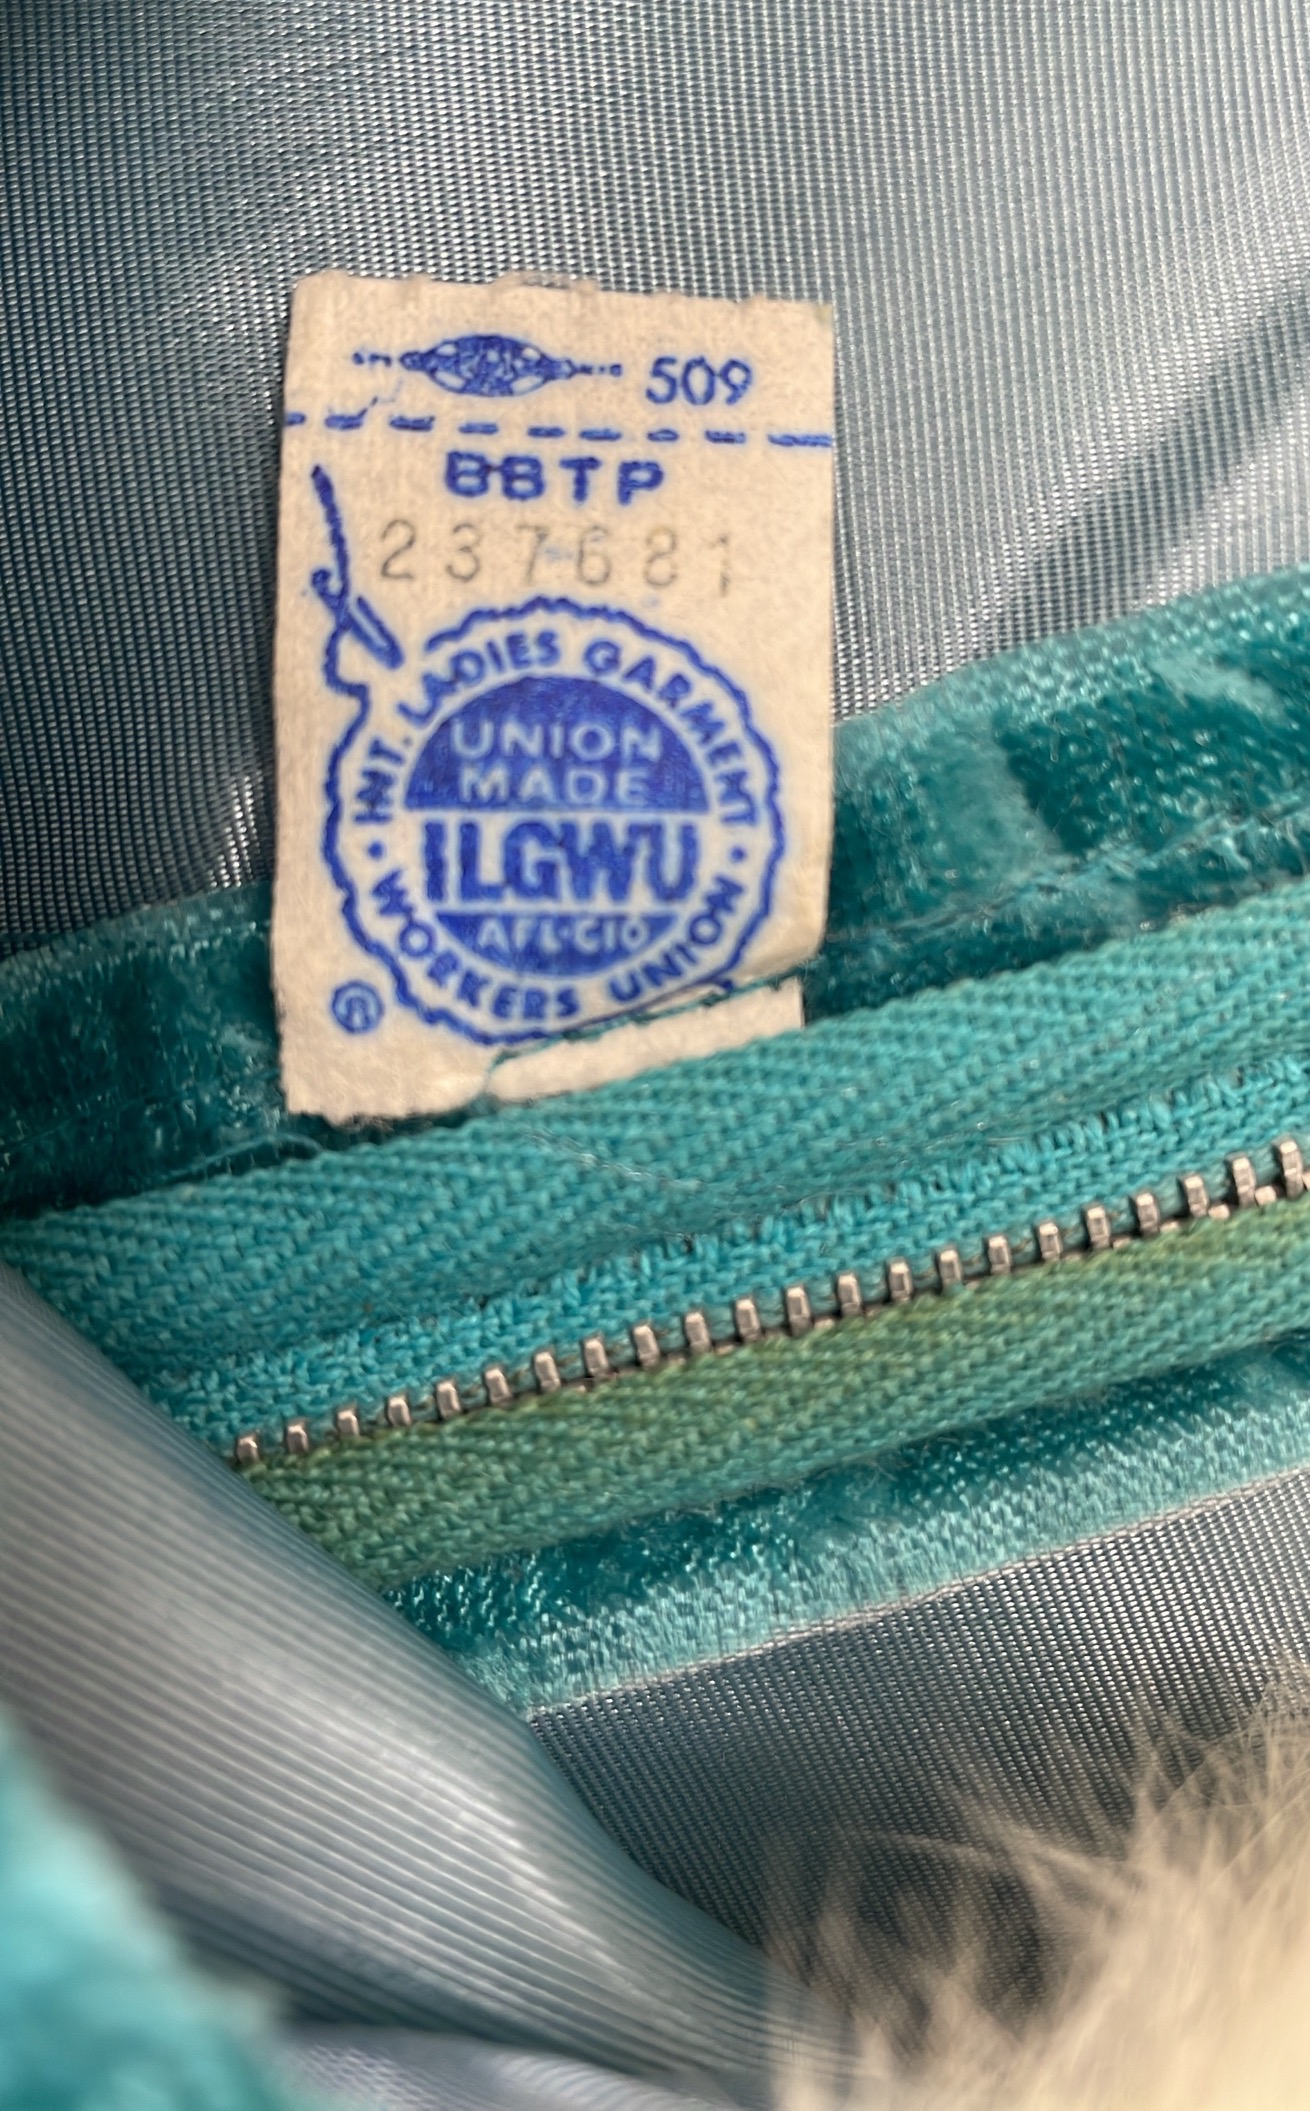 509
BBTP
237681
INT. LADIES GARMENT
UNION
MADE
ILGWU
AFL·CIO
WORKERS UNION
®